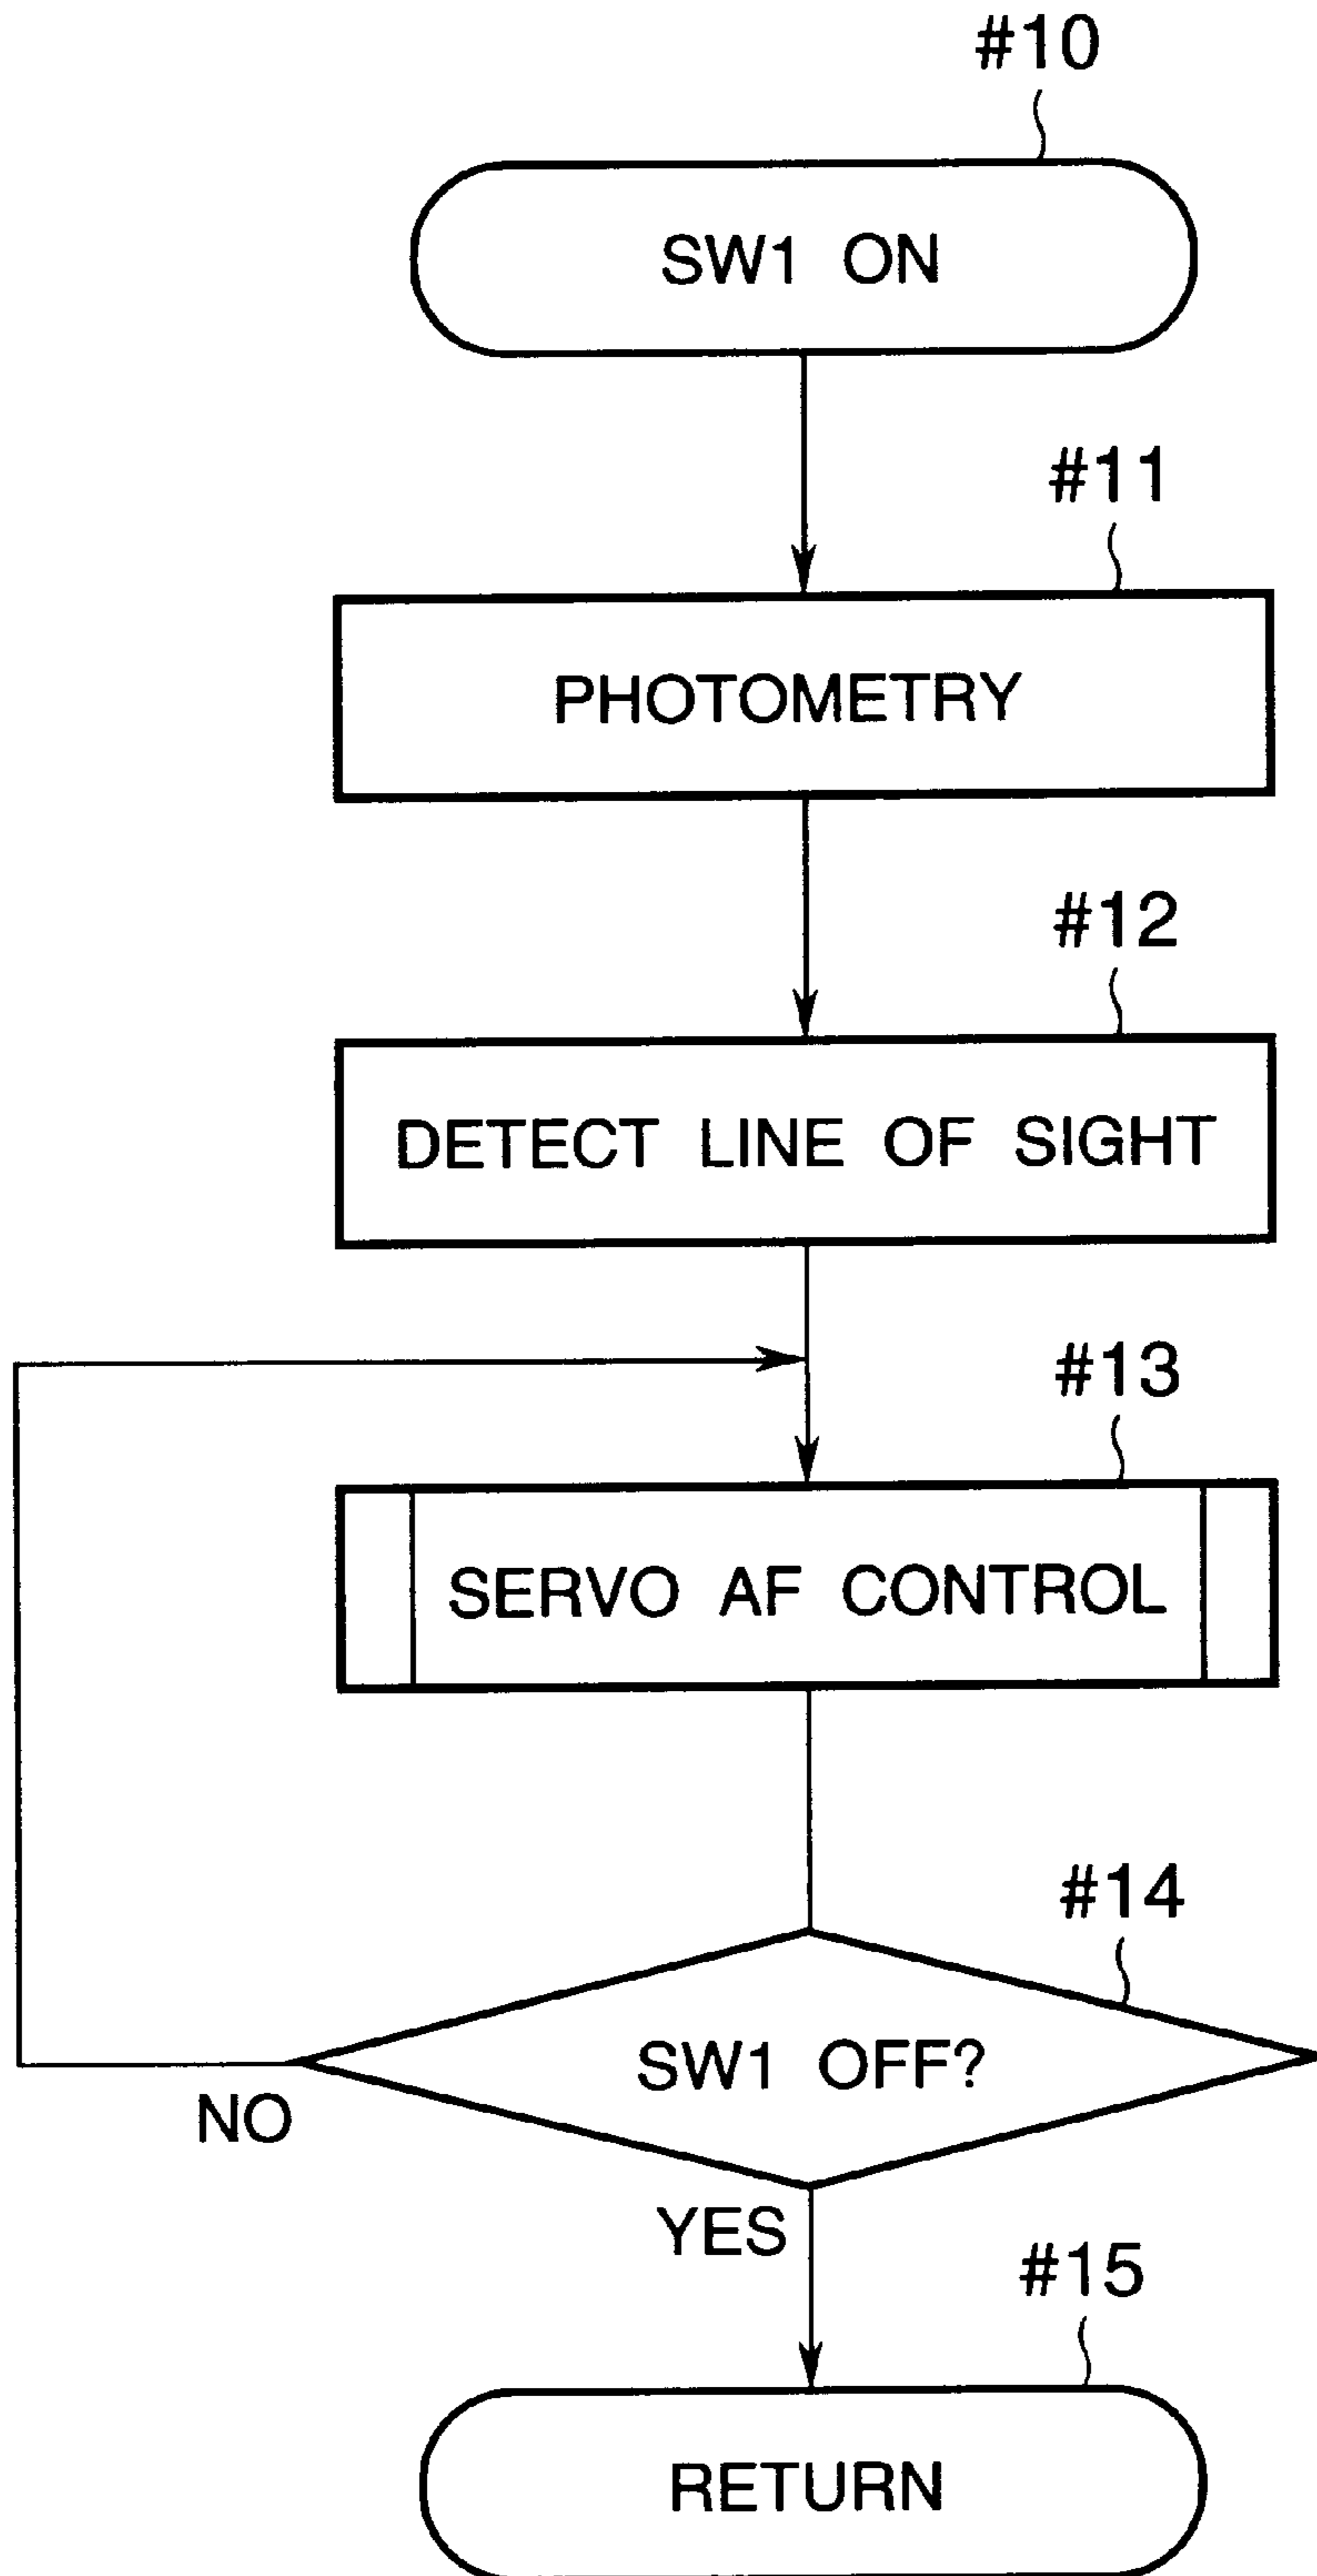 #10
SW1 ON
#11
PHOTOMETRY
#12
DETECT LINE OF SIGHT
#13
SERVO AF CONTROL
#14
SW1 OFF?
NO
YES
#15
RETURN